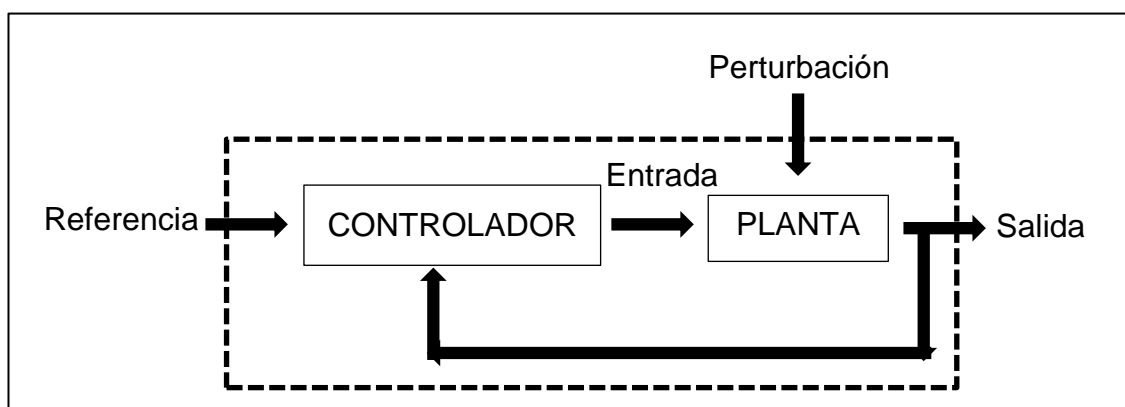 Perturbación
Entrada
Referencia
CONTROLADOR
PLANTA
Salida